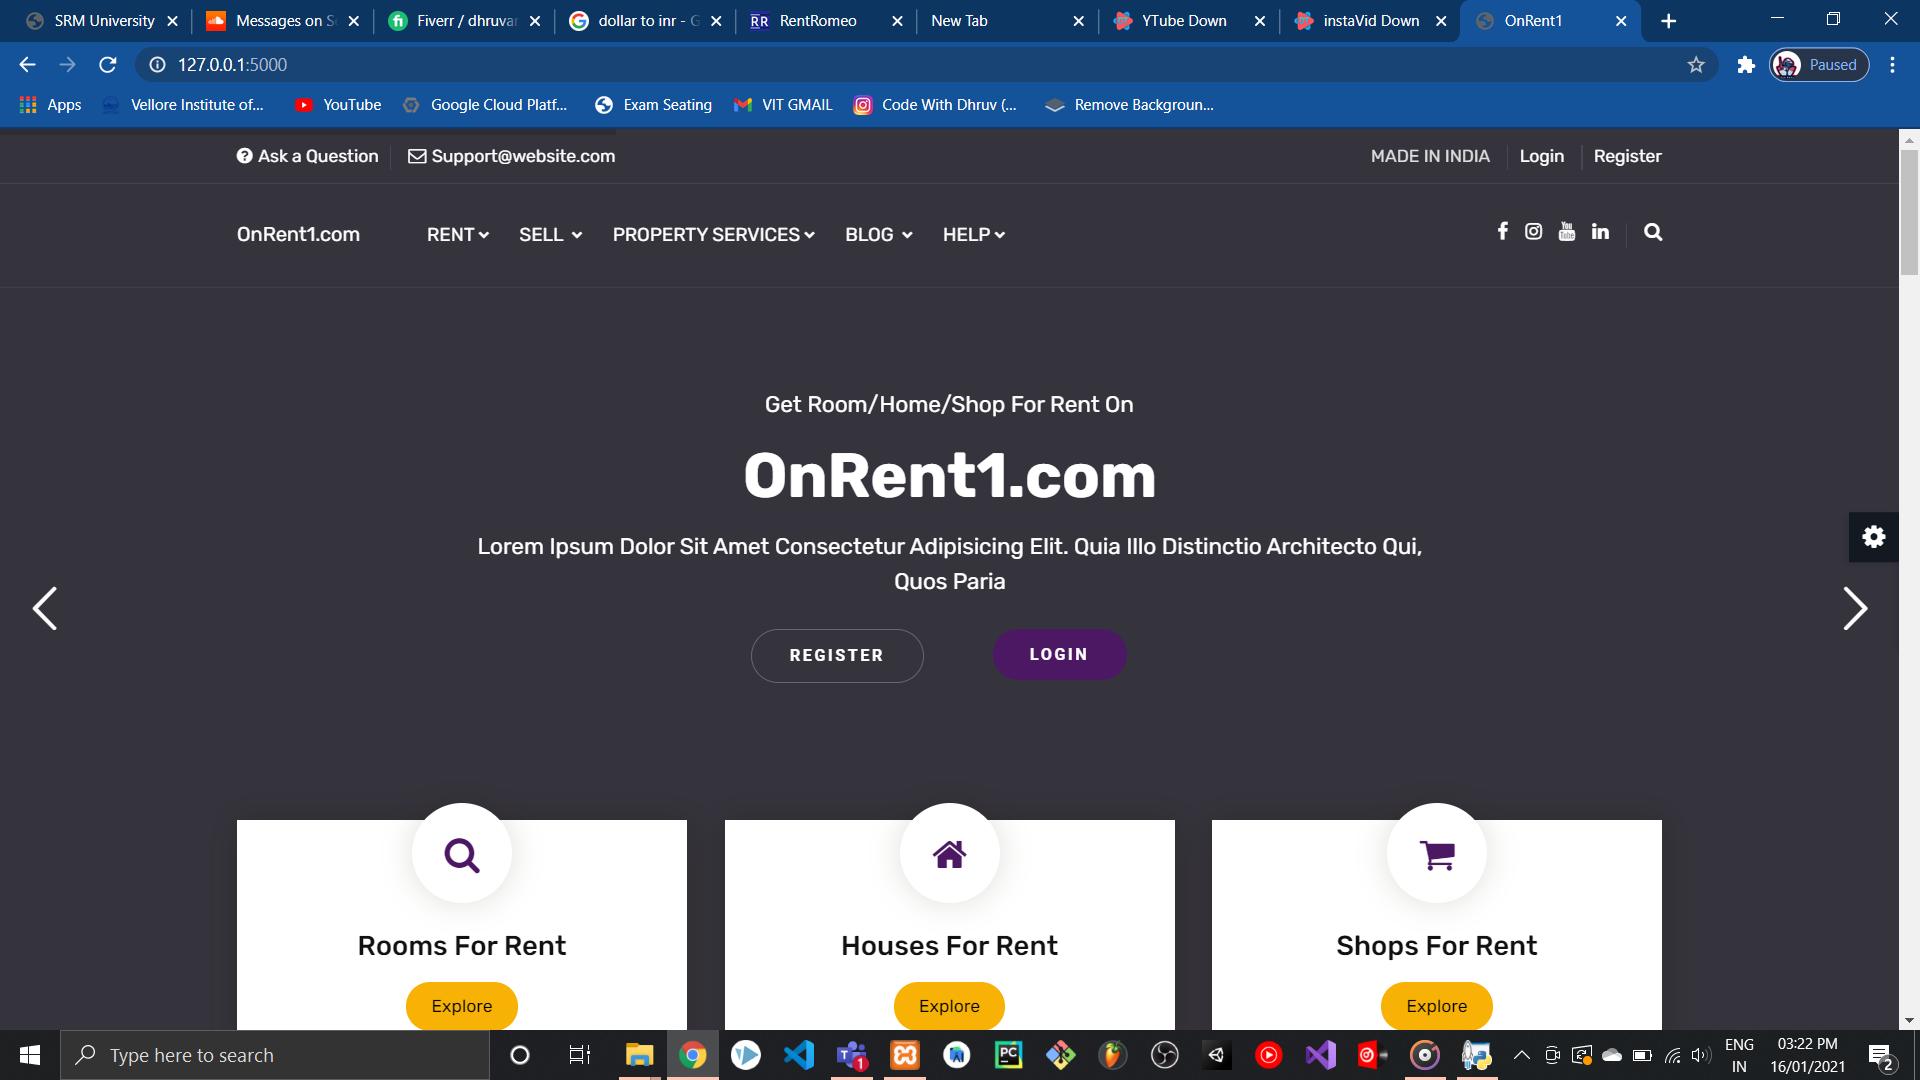 SRM University
Messages on S
Fiverr / dhruvar
dollar to inr - G
RR RentRomeo
New Tab
YTube Down
instaVid Down
OnRent1
127.0.0.1:5000
Paused
Apps
Vellore Institute of...
YouTube
Google Cloud Platf...
Exam Seating
VIT GMAIL
Code With Dhruv (...
Remove Backgroun...
Ask a Question
Support@website.com
MADE IN INDIA
Login
Register
OnRent1.com
RENT
SELL
PROPERTY SERVICES
BLOG
HELP
Get Room/Home/Shop For Rent On
OnRent1.com
Lorem Ipsum Dolor Sit Amet Consectetur Adipisicing Elit. Quia Illo Distinctio Architecto Qui,
Quos Paria
REGISTER
LOGIN
Rooms For Rent
Houses For Rent
Shops For Rent
Explore
Explore
Explore
Type here to search
ENG
IN
03:22 PM
16/01/2021
2